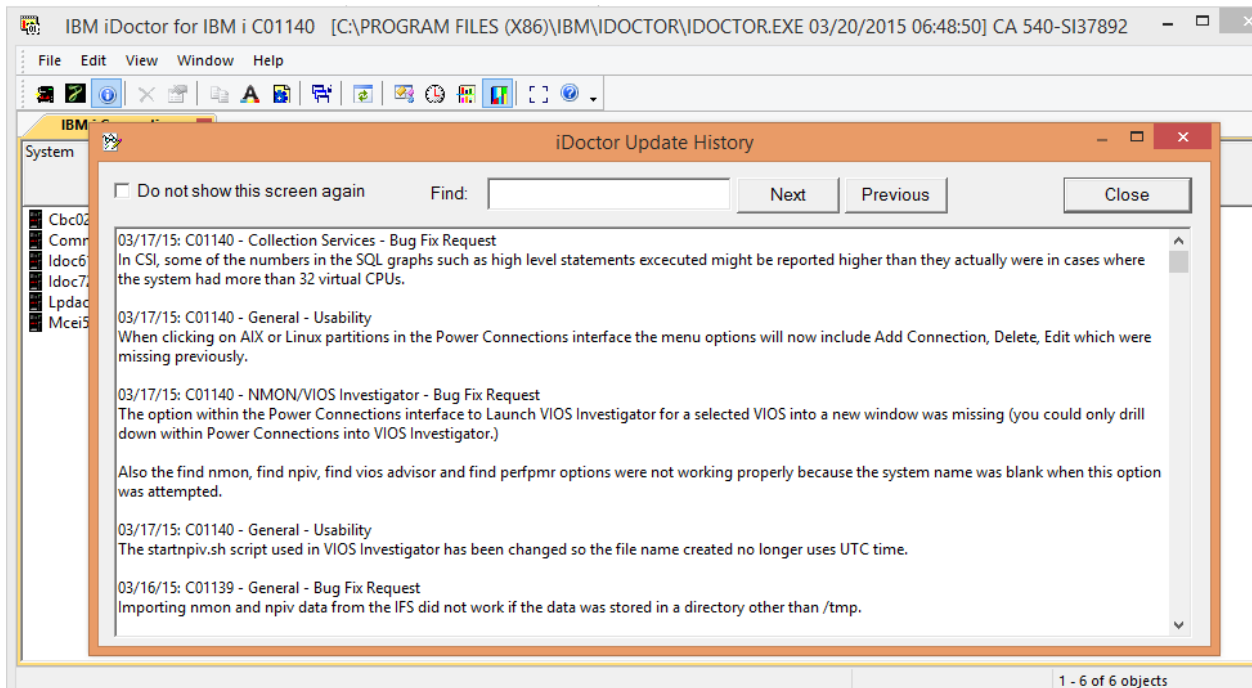 IBM iDoctor for IBM i C01140 [C:\PROGRAM FILES (X86)\IBM\IDOCTOR\IDOCTOR.EXE 03/20/2015 06:48:50] CA 540-SI37892
File Edit View Window Help
IBM i
System
iDoctor Update History
Do not show this screen again Find: Next Previous Close
Cbc02
Comm
Idoc61
Idoc72
Lpdac
Mcei5
03/17/15: C01140 - Collection Services - Bug Fix Request
In CSI, some of the numbers in the SQL graphs such as high level statements excecuted might be reported higher than they actually were in cases where
the system had more than 32 virtual CPUs.
03/17/15: C01140 - General - Usability
When clicking on AIX or Linux partitions in the Power Connections interface the menu options will now include Add Connection, Delete, Edit which were
missing previously.
03/17/15: C01140 - NMON/VIOS Investigator - Bug Fix Request
The option within the Power Connections interface to Launch VIOS Investigator for a selected VIOS into a new window was missing (you could only drill
down within Power Connections into VIOS Investigator.)
Also the find nmon, find npiv, find vios advisor and find perfpmr options were not working properly because the system name was blank when this option
was attempted.
03/17/15: C01140 - General - Usability
The startnpiv.sh script used in VIOS Investigator has been changed so the file name created no longer uses UTC time.
03/16/15: C01139 - General - Bug Fix Request
Importing nmon and npiv data from the IFS did not work if the data was stored in a directory other than /tmp.
1 - 6 of 6 objects